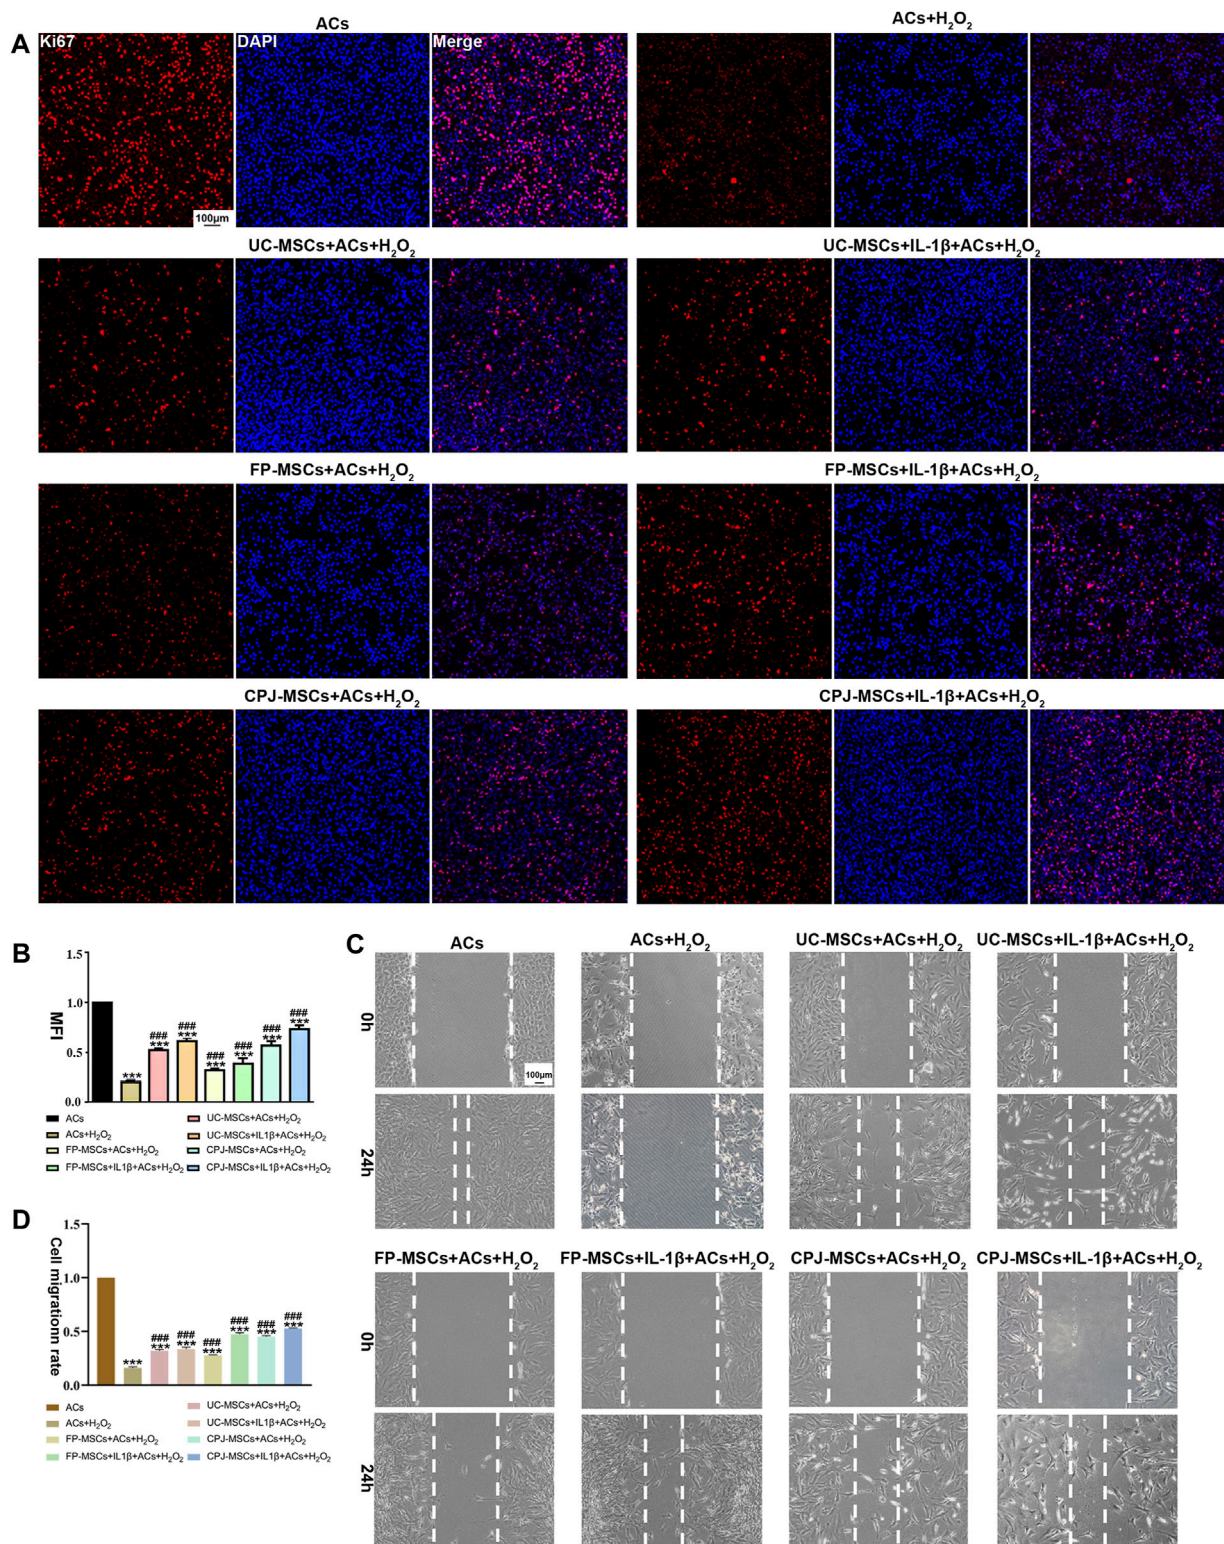 A
ACs
ACs+H₂O₂
Ki67
DAPI
Merge
100μm
UC-MSCs+ACs+H₂O₂
UC-MSCs+IL-1β+ACs+H₂O₂
FP-MSCs+ACs+H₂O₂
FP-MSCs+IL-1β+ACs+H₂O₂
CPJ-MSCs+ACs+H₂O₂
CPJ-MSCs+IL-1β+ACs+H₂O₂
B
MFI
1.5
1.0
0.5
0.0
***
###
***
###
***
###
***
###
***
###
***
###
***
ACs
ACs+H₂O₂
FP-MSCs+ACs+H₂O₂
FP-MSCs+IL1β+ACs+H₂O₂
UC-MSCs+ACs+H₂O₂
UC-MSCs+IL1β+ACs+H₂O₂
CPJ-MSCs+ACs+H₂O₂
CPJ-MSCs+IL1β+ACs+H₂O₂
C
ACs
ACs+H₂O₂
UC-MSCs+ACs+H₂O₂
UC-MSCs+IL-1β+ACs+H₂O₂
0h
100μm
24h
FP-MSCs+ACs+H₂O₂
FP-MSCs+IL-1β+ACs+H₂O₂
CPJ-MSCs+ACs+H₂O₂
CPJ-MSCs+IL-1β+ACs+H₂O₂
0h
24h
D
Cell migrationn rate
1.5
1.0
0.5
0.0
***
###
***
###
***
###
***
###
***
###
***
###
***
ACs
ACs+H₂O₂
FP-MSCs+ACs+H₂O₂
FP-MSCs+IL1β+ACs+H₂O₂
UC-MSCs+ACs+H₂O₂
UC-MSCs+IL1β+ACs+H₂O₂
CPJ-MSCs+ACs+H₂O₂
CPJ-MSCs+IL1β+ACs+H₂O₂